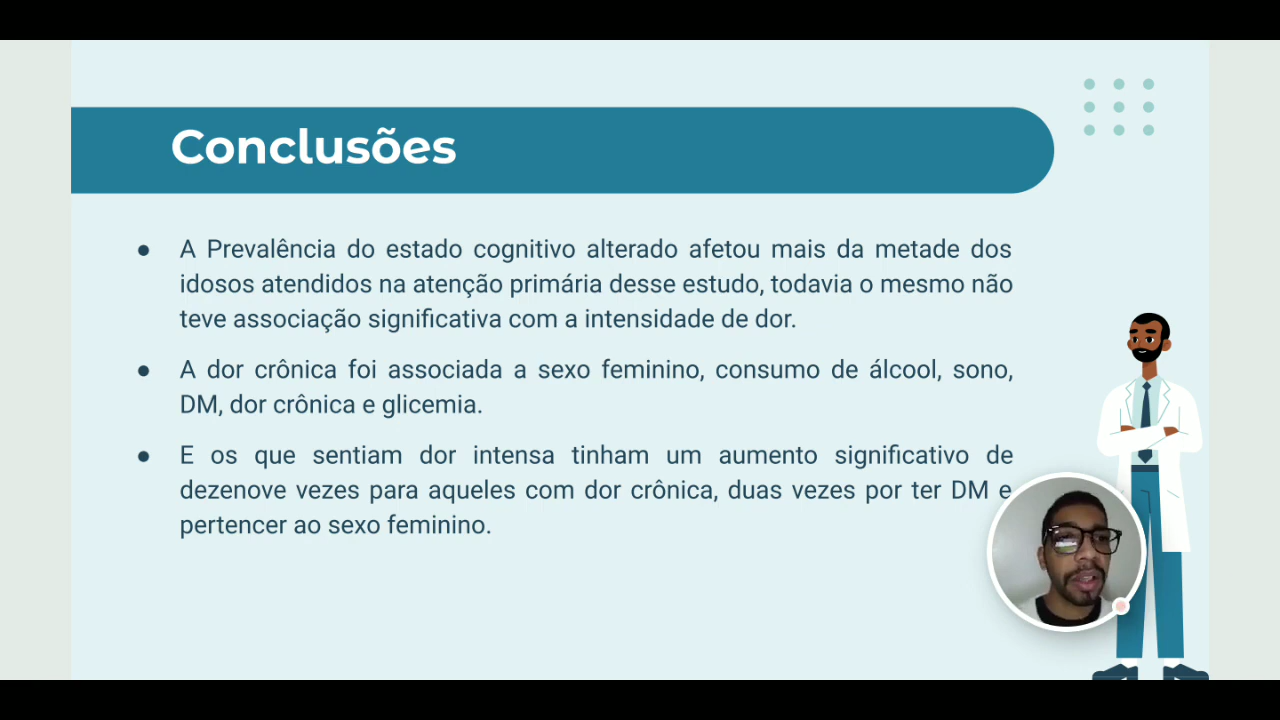 Conclusões
● A Prevalência do estado cognitivo alterado afetou mais da metade dos
idosos atendidos na atenção primária desse estudo, todavia o mesmo não
teve associação significativa com a intensidade de dor.
● A dor crônica foi associada a sexo feminino, consumo de álcool, sono,
DM, dor crônica e glicemia.
● E os que sentiam dor intensa tinham um aumento significativo de
dezenove vezes para aqueles com dor crônica, duas vezes por ter DM e
pertencer ao sexo feminino.